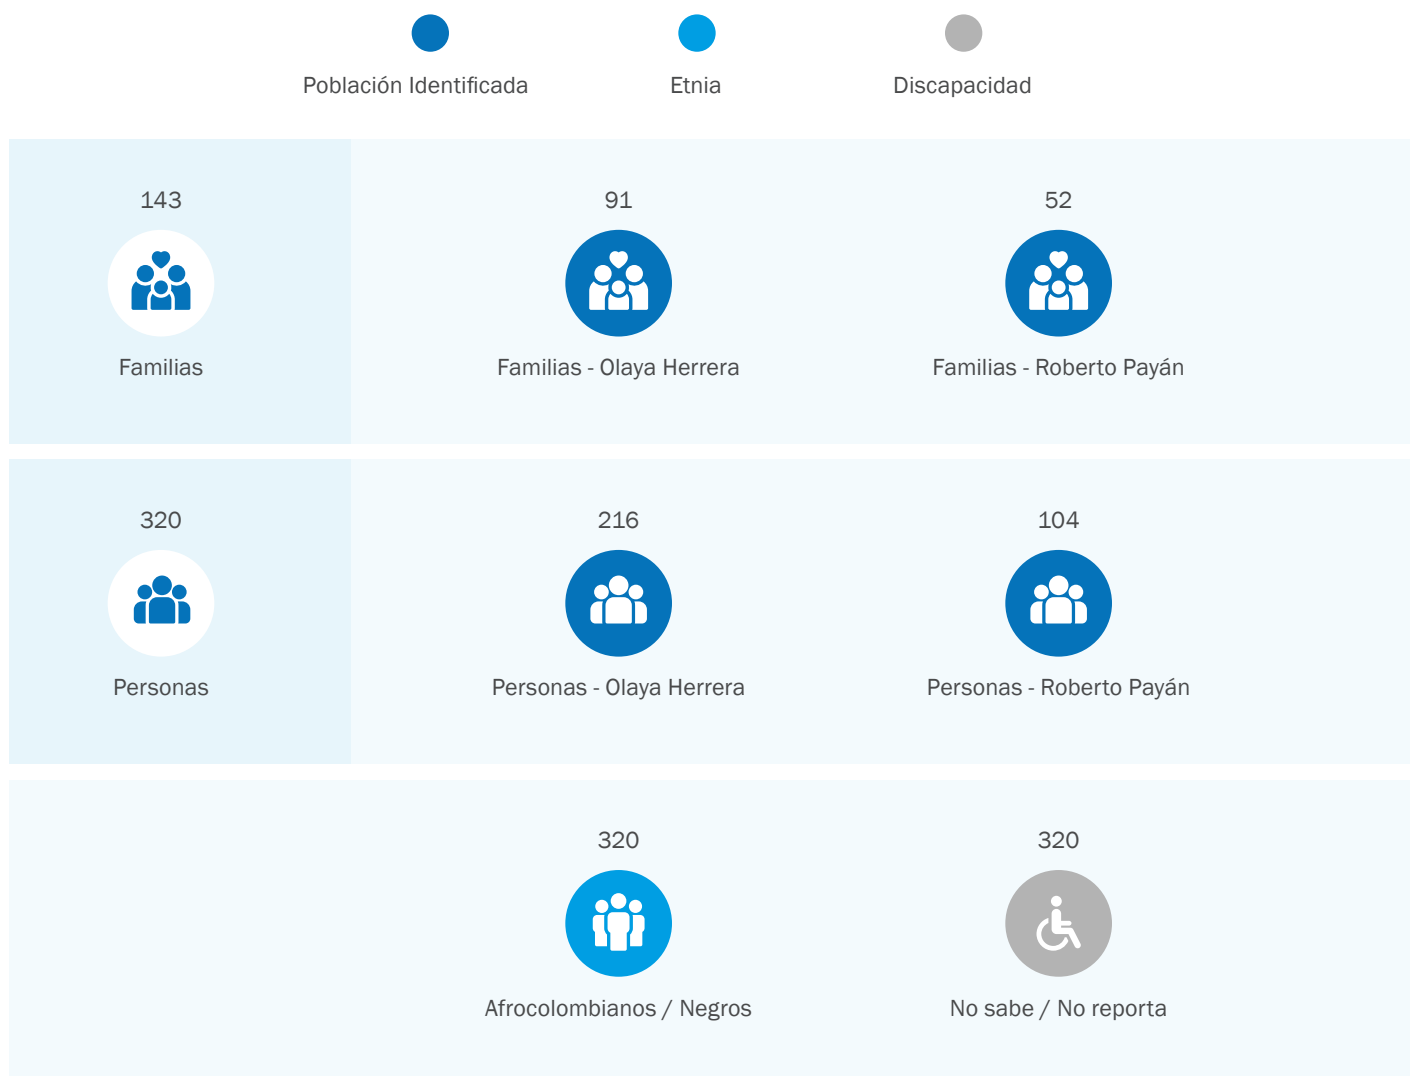 Población Identificada
Etnia
Discapacidad
143
91
52
Familias
Familias - Olaya Herrera
Familias - Roberto Payán
320
216
104
Personas
Personas - Olaya Herrera
Personas - Roberto Payán
320
320
Afrocolombianos / Negros
No sabe / No reporta